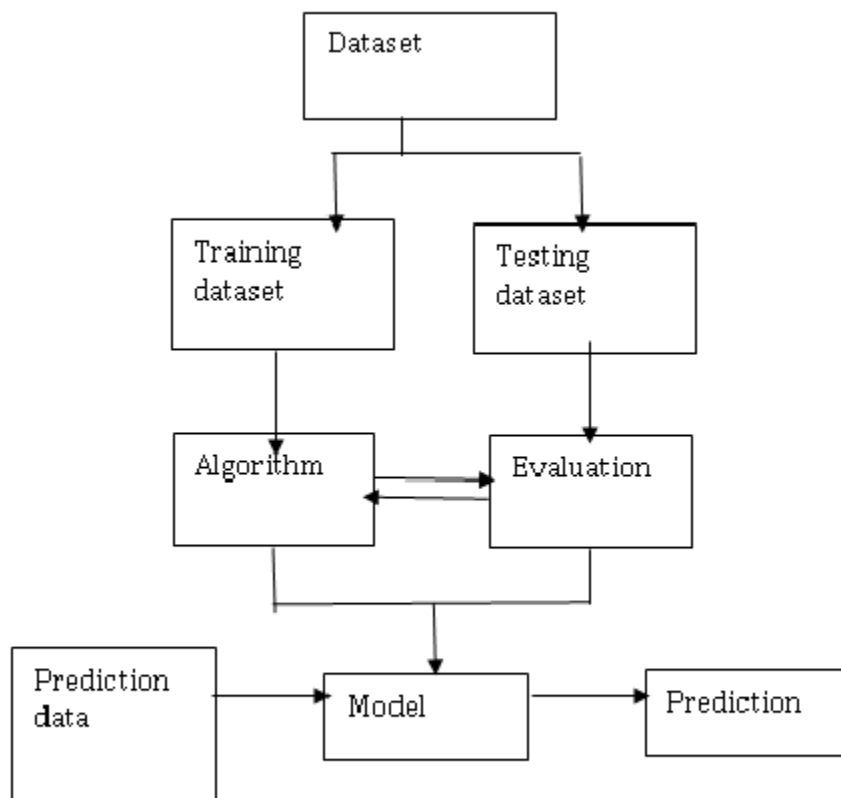 Dataset
Training
dataset
Testing
dataset
Algorithm
Evaluation
Prediction
data
Model
Prediction